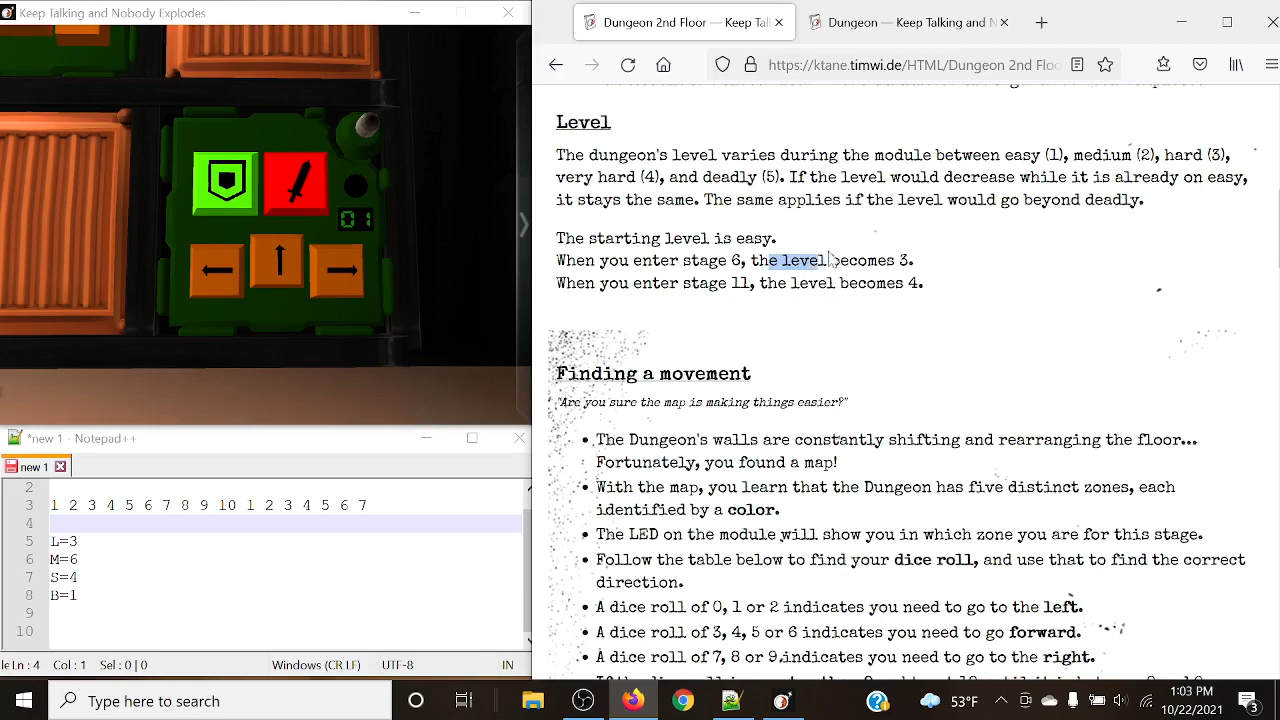 Keep Talking and Nobody Explodes
01
*new 1 - Notepad++
new 1
2
3 1 2 3 4 5 6 7 8 9 10 1 2 3 4 5 6 7
4
5 L=3
6 M=6
7 S=4
8 B=1
9
10
le Ln : 4 Col : 1 Sel : 0 | 0 Windows (CR LF) UTF-8 IN
Dungeon 2nd Floor — Keep Tal
Dungeon — Keep Talking and N
https://ktane.timwi.de/HTML/Dungeon 2nd Floo
Level
The dungeon's level varies during the module between easy (1), medium (2), hard (3),
very hard (4), and deadly (5). If the level would decrease while it is already on easy,
it stays the same. The same applies if the level would go beyond deadly.
The starting level is easy.
When you enter stage 6, the level becomes 3.
When you enter stage 11, the level becomes 4.
Finding a movement
"Are you sure the map is making things easier?"
• The Dungeon's walls are constantly shifting and rearranging the floor...
Fortunately, you found a map!
• With the map, you learn that the Dungeon has five distinct zones, each
identified by a color.
• The LED on the module will show you in which zone you are for this stage.
• Follow the table below to find your dice roll, and use that to find the correct
direction.
• A dice roll of 0, 1 or 2 indicates you need to go to the left.
• A dice roll of 3, 4, 5 or 6 indicates you need to go forward.
• A dice roll of 7, 8 or 9 indicates you need to go to the right.
Type here to search
53°F
1:03 PM
10/22/2021
3